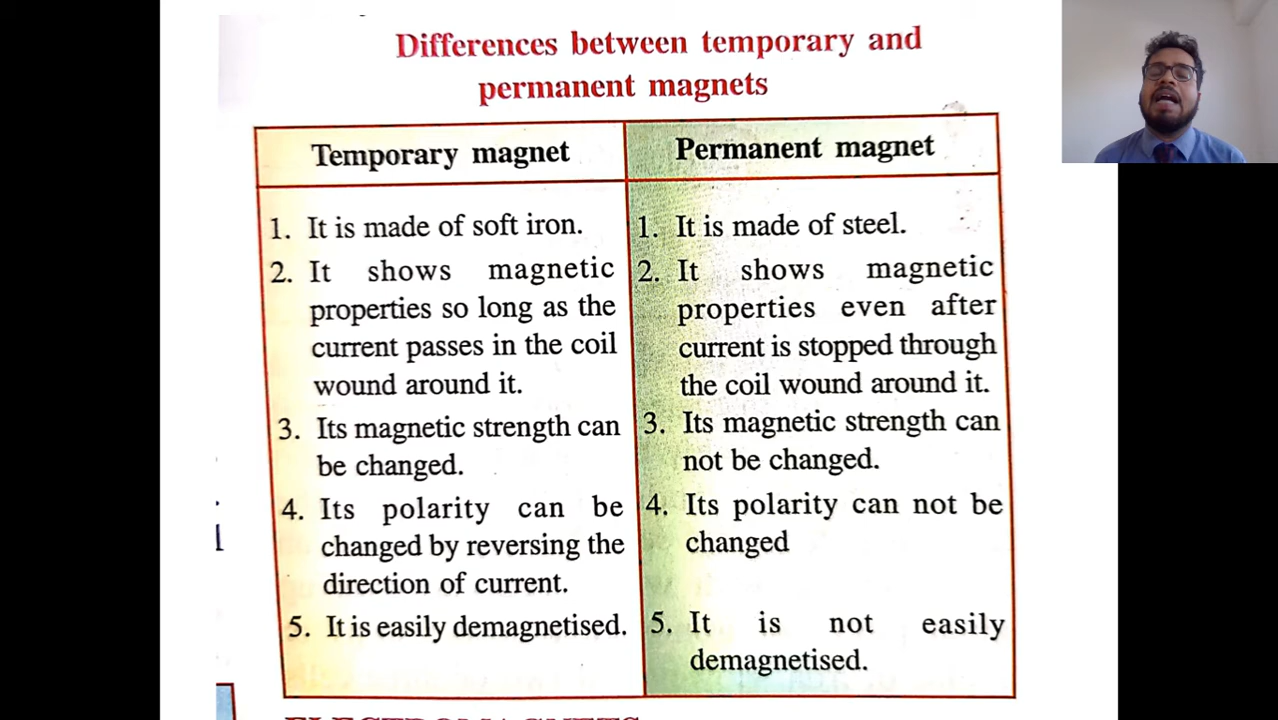 Differences between temporary and
permanent magnets
Temporary magnet
1. It is made of soft iron.
2. It shows magnetic
properties so long as the
current passes in the coil
wound around it.
3. Its magnetic strength can
be changed.
4. Its polarity can be
changed by reversing the
direction of current.
5. It is easily demagnetised.
Permanent magnet
1. It is made of steel.
2. It shows magnetic
properties even after
current is stopped through
the coil wound around it.
3. Its magnetic strength can
not be changed.
4. Its polarity can not be
changed
5. It is not easily
demagnetised.